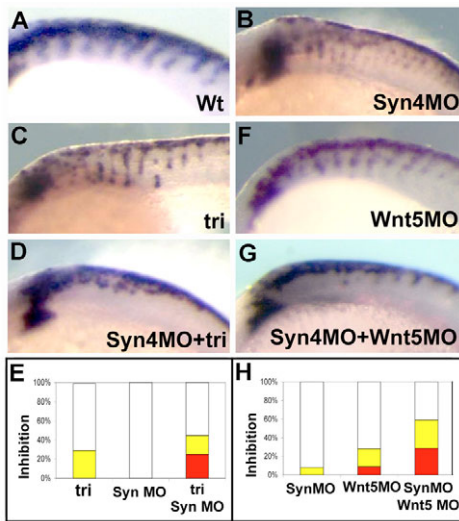 A
Wt
B
Syn4MO
C
tri
F
Wnt5MO
D
Syn4MO+tri
G
Syn4MO+Wnt5MO
E
Inhibition
100%
80%
60%
40%
20%
0%
tri
Syn MO
tri
Syn MO
H
Inhibition
100%
80%
60%
40%
20%
0%
SynMO
Wnt5MO
SynMO
Wnt5 MO